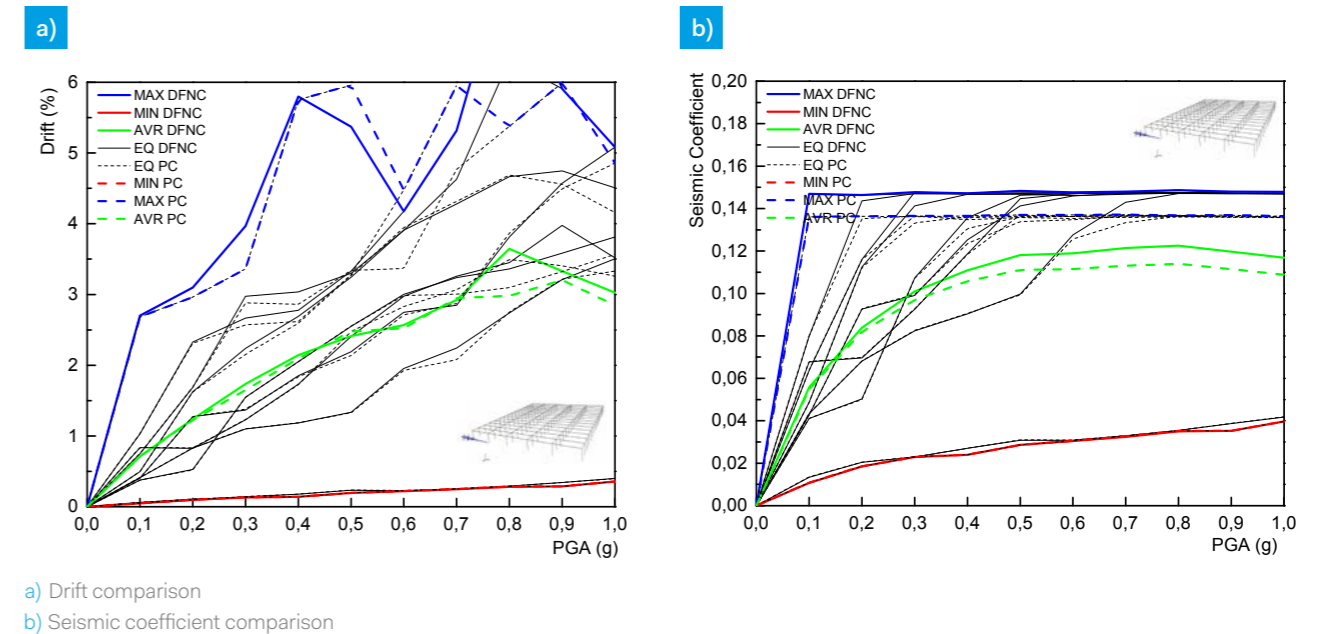 a)
Drift (%)
6
5
4
3
2
1
0
MAX DFNC
MIN DFNC
AVR DFNC
EQ DFNC
EQ PC
MIN PC
MAX PC
AVR PC
0,0 0,1 0,2 0,3 0,4 0,5 0,6 0,7 0,8 0,9 1,0
PGA (g)
b)
Seismic Coefficient
0,20
0,18
0,16
0,14
0,12
0,10
0,08
0,06
0,04
0,02
0,00
MAX DFNC
MIN DFNC
AVR DFNC
EQ DFNC
EQ PC
MIN PC
MAX PC
AVR PC
0,0 0,1 0,2 0,3 0,4 0,5 0,6 0,7 0,8 0,9 1,0
PGA (g)
a) Drift comparison
b) Seismic coefficient comparison